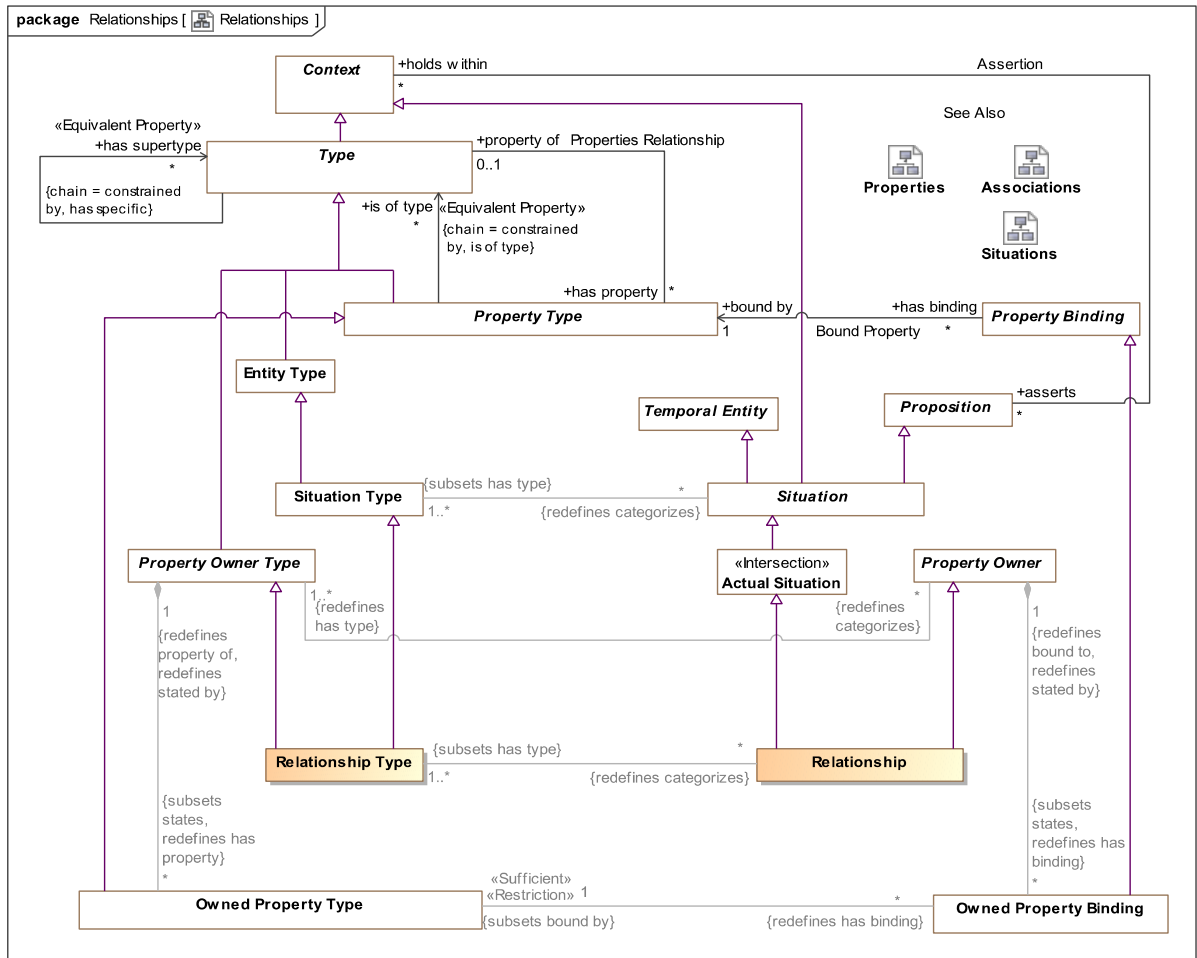 package Relationships [ Relationships ]
Context
+holds within
*
Assertion
See Also
Properties
Associations
Situations
«Equivalent Property»
+has supertype
*
{chain = constrained
by, has specific}
Type
+property of Properties Relationship
0..1
+is of type
*
«Equivalent Property»
{chain = constrained
by, is of type}
+has property *
Property Type
+bound by
1
Bound Property
+has binding
*
Property Binding
Entity Type
Temporal Entity
Proposition
+asserts
*
Situation Type
{subsets has type}
1..*
*
{redefines categorizes}
Situation
Property Owner Type
«Intersection»
Actual Situation
Property Owner
1..*
{redefines
has type}
*
{redefines
categorizes}
1
{redefines
property of,
redefines
stated by}
1
{redefines
bound to,
redefines
stated by}
Relationship Type
{subsets has type}
1..*
*
{redefines categorizes}
Relationship
{subsets
states,
redefines has
property}
*
{subsets
states,
redefines has
binding}
*
Owned Property Type
«Sufficient»
«Restriction» 1
{subsets bound by}
*
{redefines has binding}
Owned Property Binding